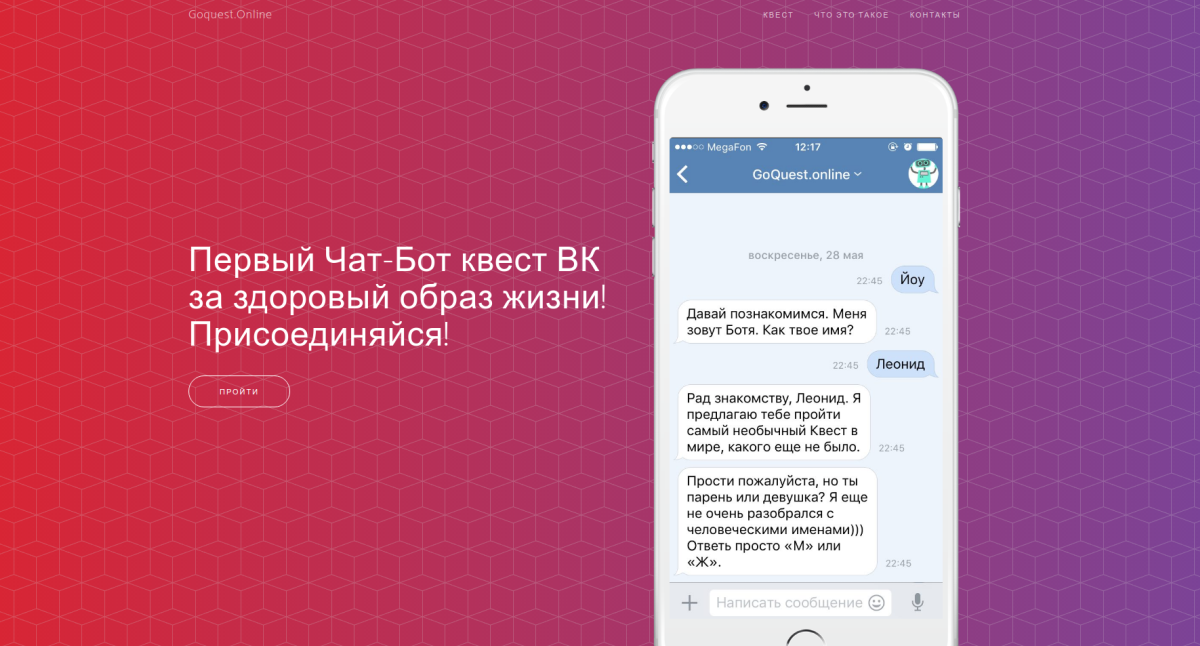 Goquest.Online
КВЕСТ
ЧТО ЭТО ТАКОЕ
КОНТАКТЫ
Первый Чат-Бот квест ВК
за здоровый образ жизни!
Присоединяйся!
ПРОЙТИ
MegaFon
12:17
GoQuest.online
воскресенье, 28 мая
22:45
Йоу
Давай познакомимся. Меня
зовут Ботя. Как твое имя?
22:45
22:45
Леонид
Рад знакомству, Леонид. Я
предлагаю тебе пройти
самый необычный Квест в
мире, какого еще не было.
22:45
Прости пожалуйста, но ты
парень или девушка? Я еще
не очень разобрался с
человеческими именами)))
Ответь просто «М» или
«Ж».
22:45
Написать сообщение